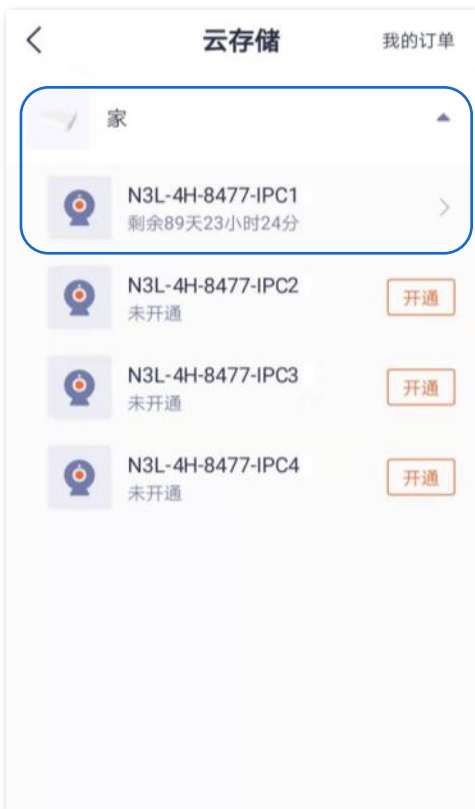 云存储 我的订单
家
N3L-4H-8477-IPC1
剩余89天23小时24分
N3L-4H-8477-IPC2
未开通 开通
N3L-4H-8477-IPC3
未开通 开通
N3L-4H-8477-IPC4
未开通 开通